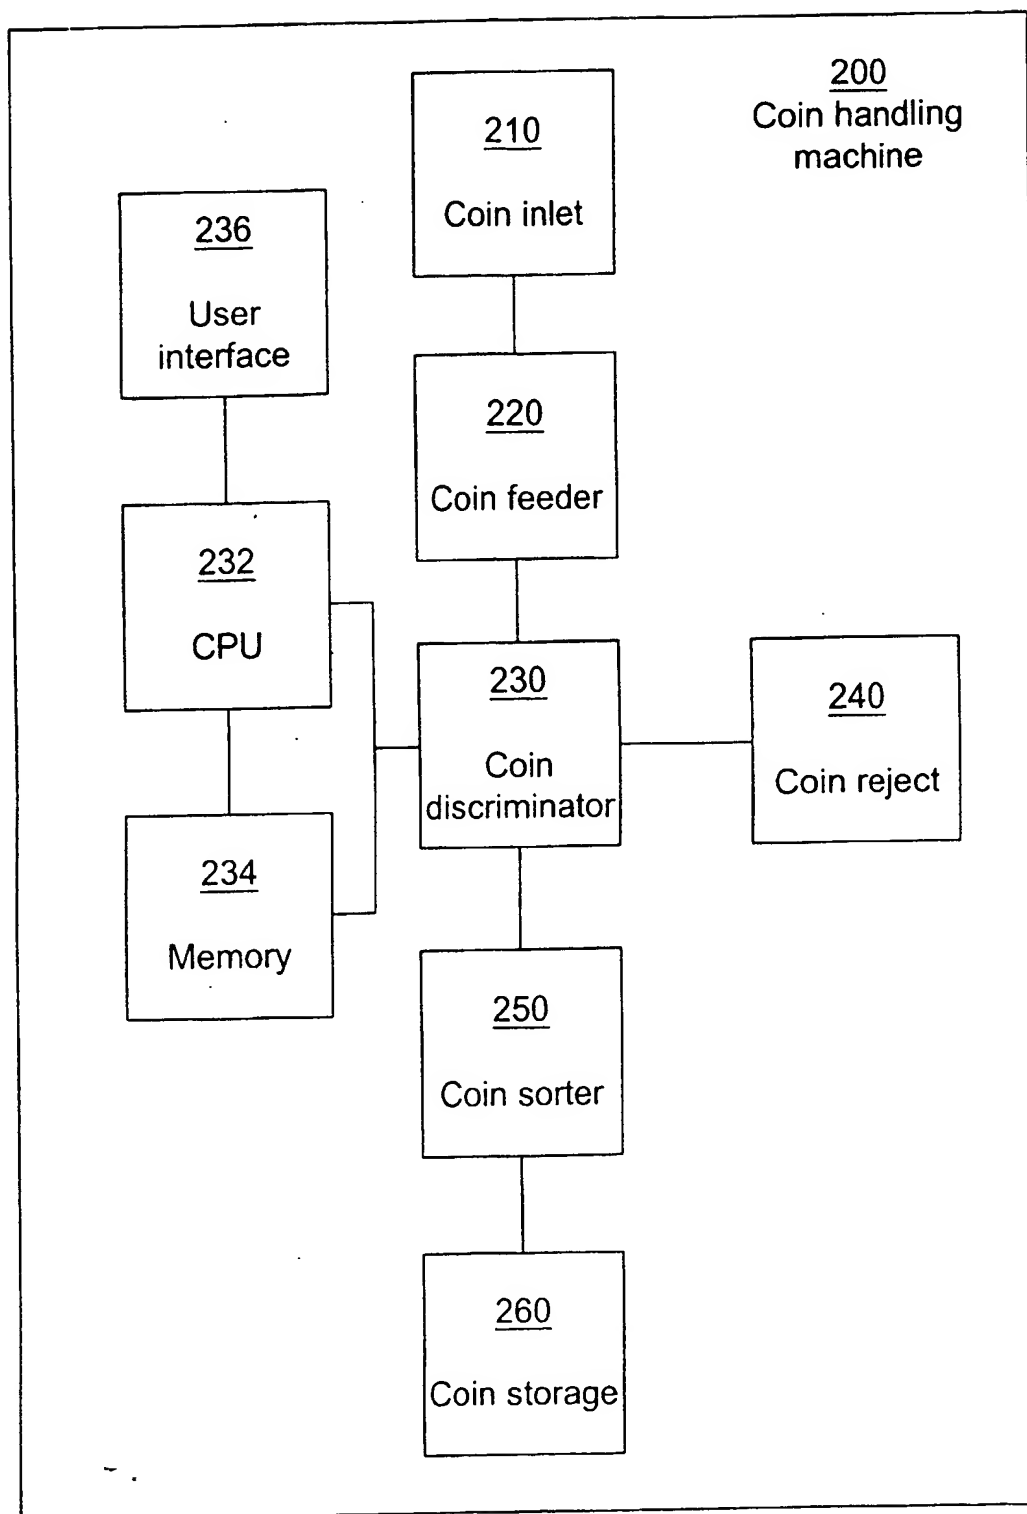 200
Coin handling
machine
210
Coin inlet
236
User
interface
220
Coin feeder
232
CPU
230
Coin
discriminator
240
Coin reject
234
Memory
250
Coin sorter
260
Coin storage